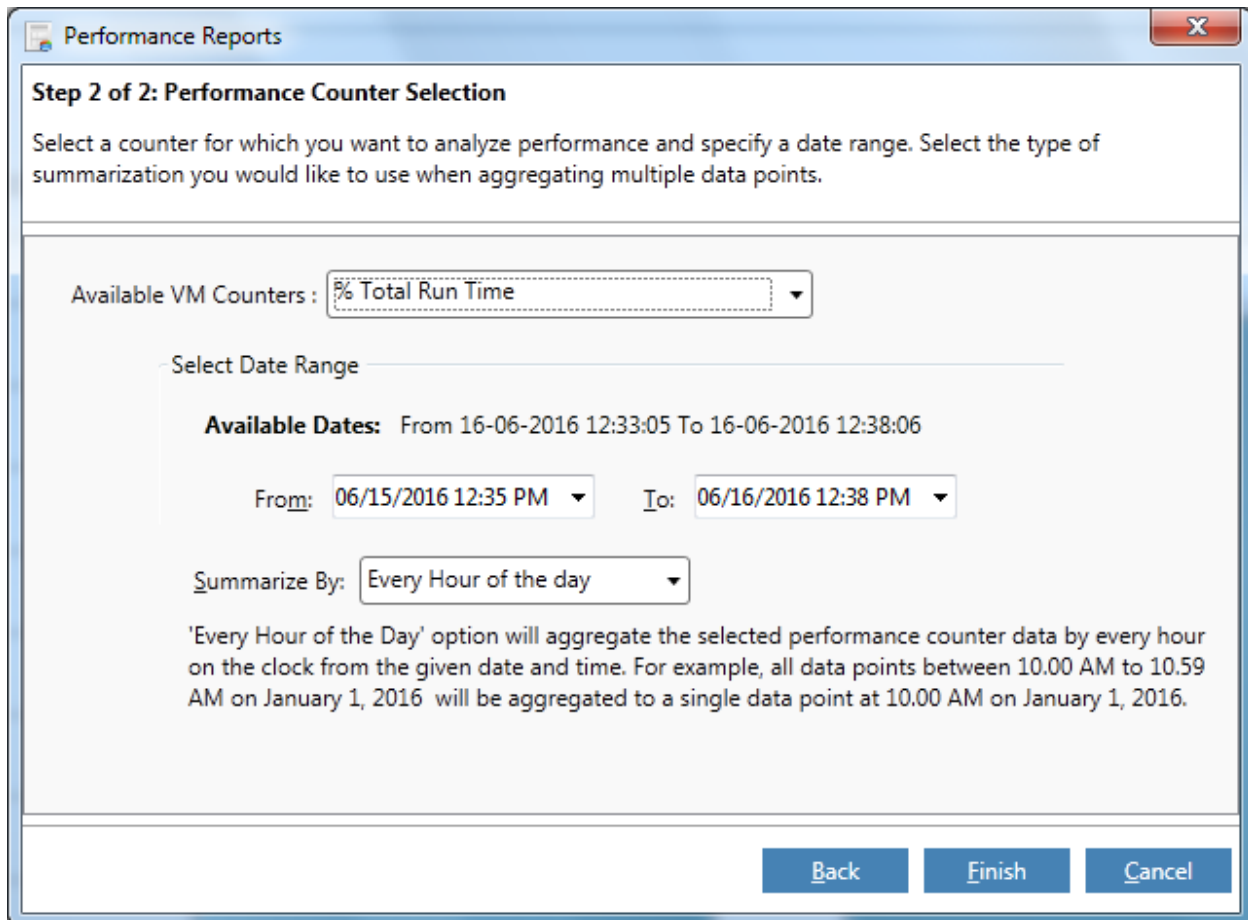 Performance Reports
Step 2 of 2: Performance Counter Selection
Select a counter for which you want to analyze performance and specify a date range. Select the type of
summarization you would like to use when aggregating multiple data points.
Available VM Counters : % Total Run Time
Select Date Range
Available Dates: From 16-06-2016 12:33:05 To 16-06-2016 12:38:06
From: 06/15/2016 12:35 PM To: 06/16/2016 12:38 PM
Summarize By: Every Hour of the day
'Every Hour of the Day' option will aggregate the selected performance counter data by every hour
on the clock from the given date and time. For example, all data points between 10.00 AM to 10.59
AM on January 1, 2016 will be aggregated to a single data point at 10.00 AM on January 1, 2016.
Back Finish Cancel